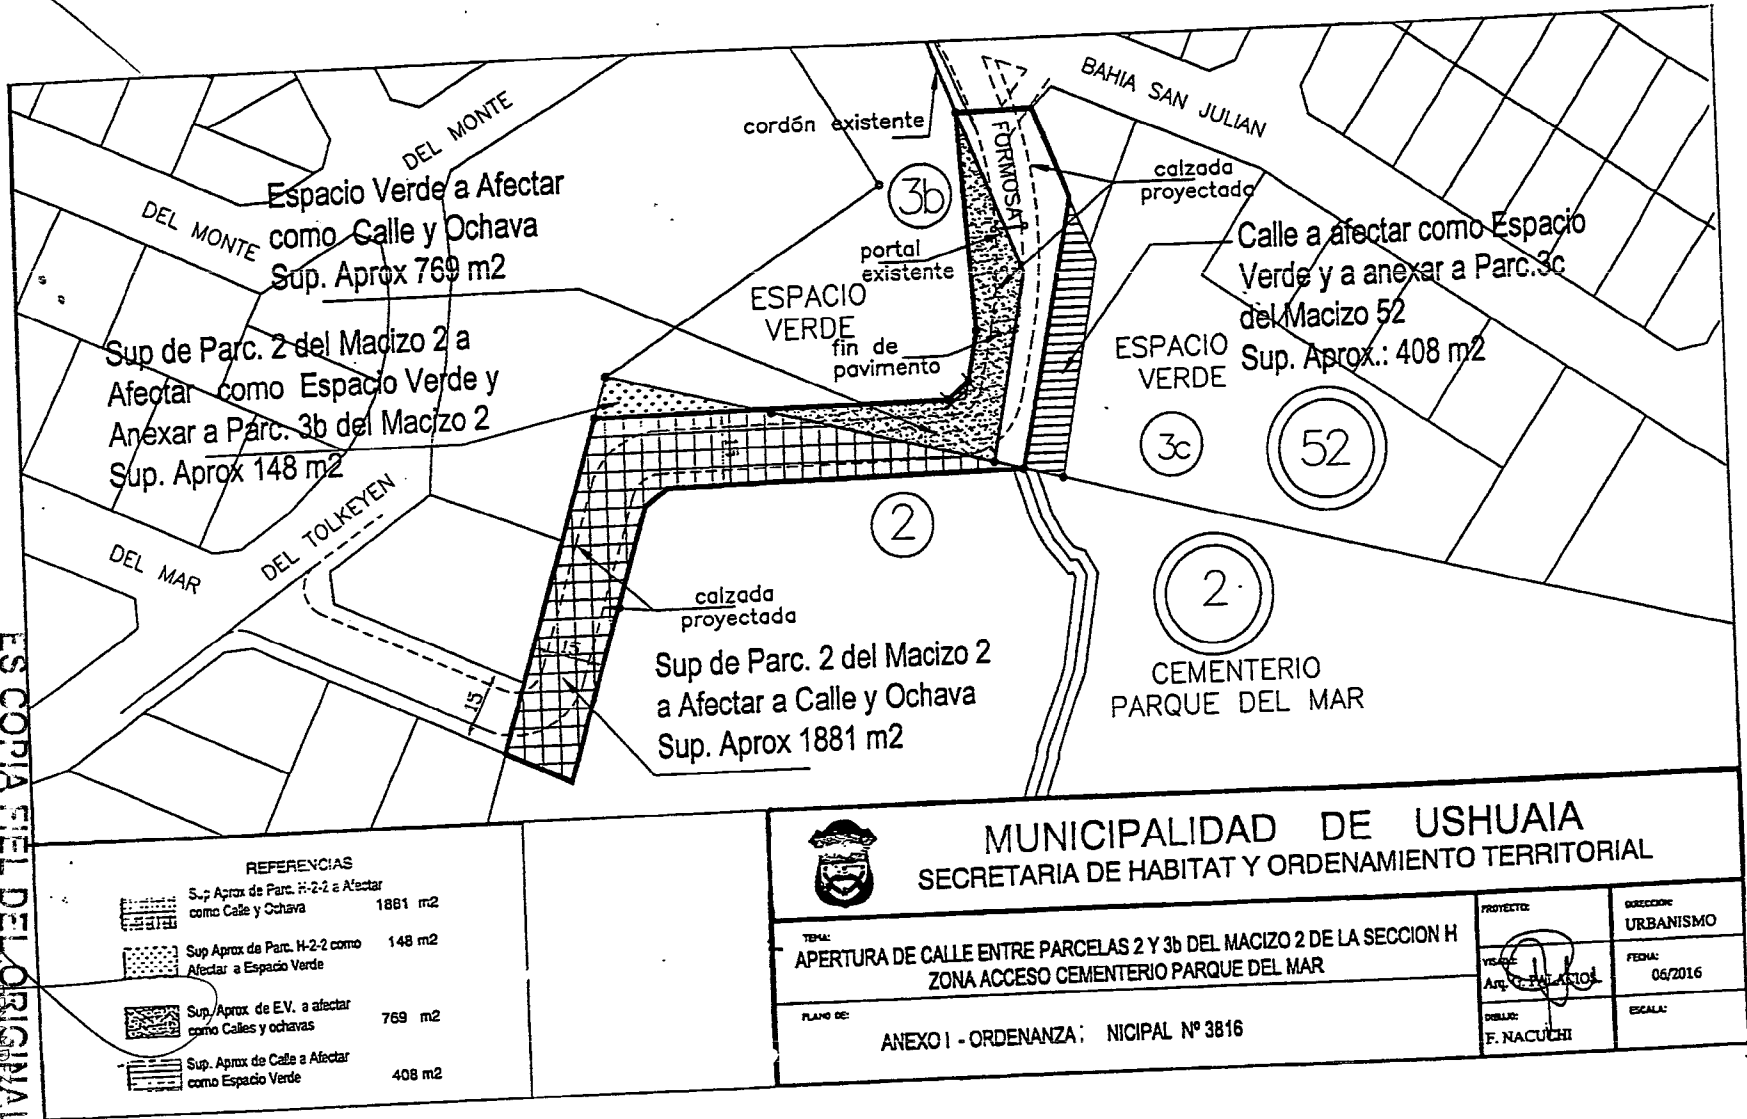 DEL MONTE
DEL MONTE
Espacio Verde a Afectar
como Calle y Ochava
Sup. Aprox 769 m2
Sup de Parc. 2 del Macizo 2 a
Afectar como Espacio Verde y
Anexar a Parc. 3b del Macizo 2
Sup. Aprox 148 m2
DEL MAR
DEL TOLKEYEN
cordón existente
3b
FORMOSA
BAHIA SAN JULIAN
calzada
proyectada
portal
existente
ESPACIO
VERDE
fin de
pavimento
Calle a afectar como Espacio
Verde y a anexar a Parc.3c
del Macizo 52
Sup. Aprox.: 408 m2
ESPACIO
VERDE
3c
52
2
2
CEMENTERIO
PARQUE DEL MAR
calzada
proyectada
15
15
15
Sup de Parc. 2 del Macizo 2
a Afectar a Calle y Ochava
Sup. Aprox 1881 m2
ES COPIA FIEL DEL ORIGINAL
REFERENCIAS
Sup Aprox de Parc. H-2-2 a Afectar
como Calle y Ochava 1881 m2
Sup Aprox de Parc. H-2-2 como
Afectar a Espacio Verde 148 m2
Sup. Aprox de E.V. a afectar
como Calles y ochavas 769 m2
Sup. Aprox de Calle a Afectar
como Espacio Verde 408 m2
MUNICIPALIDAD DE USHUAIA
SECRETARIA DE HABITAT Y ORDENAMIENTO TERRITORIAL
TEMA:
APERTURA DE CALLE ENTRE PARCELAS 2 Y 3b DEL MACIZO 2 DE LA SECCION H
ZONA ACCESO CEMENTERIO PARQUE DEL MAR
PLANO DE:
ANEXO I - ORDENANZA NICIPAL Nº 3816
PROYECTO:
VISADO:
Arq. G. PALACIOS
DIBUJO:
F. NACUCHI
DIRECCION:
URBANISMO
FECHA:
06/2016
ESCALA: